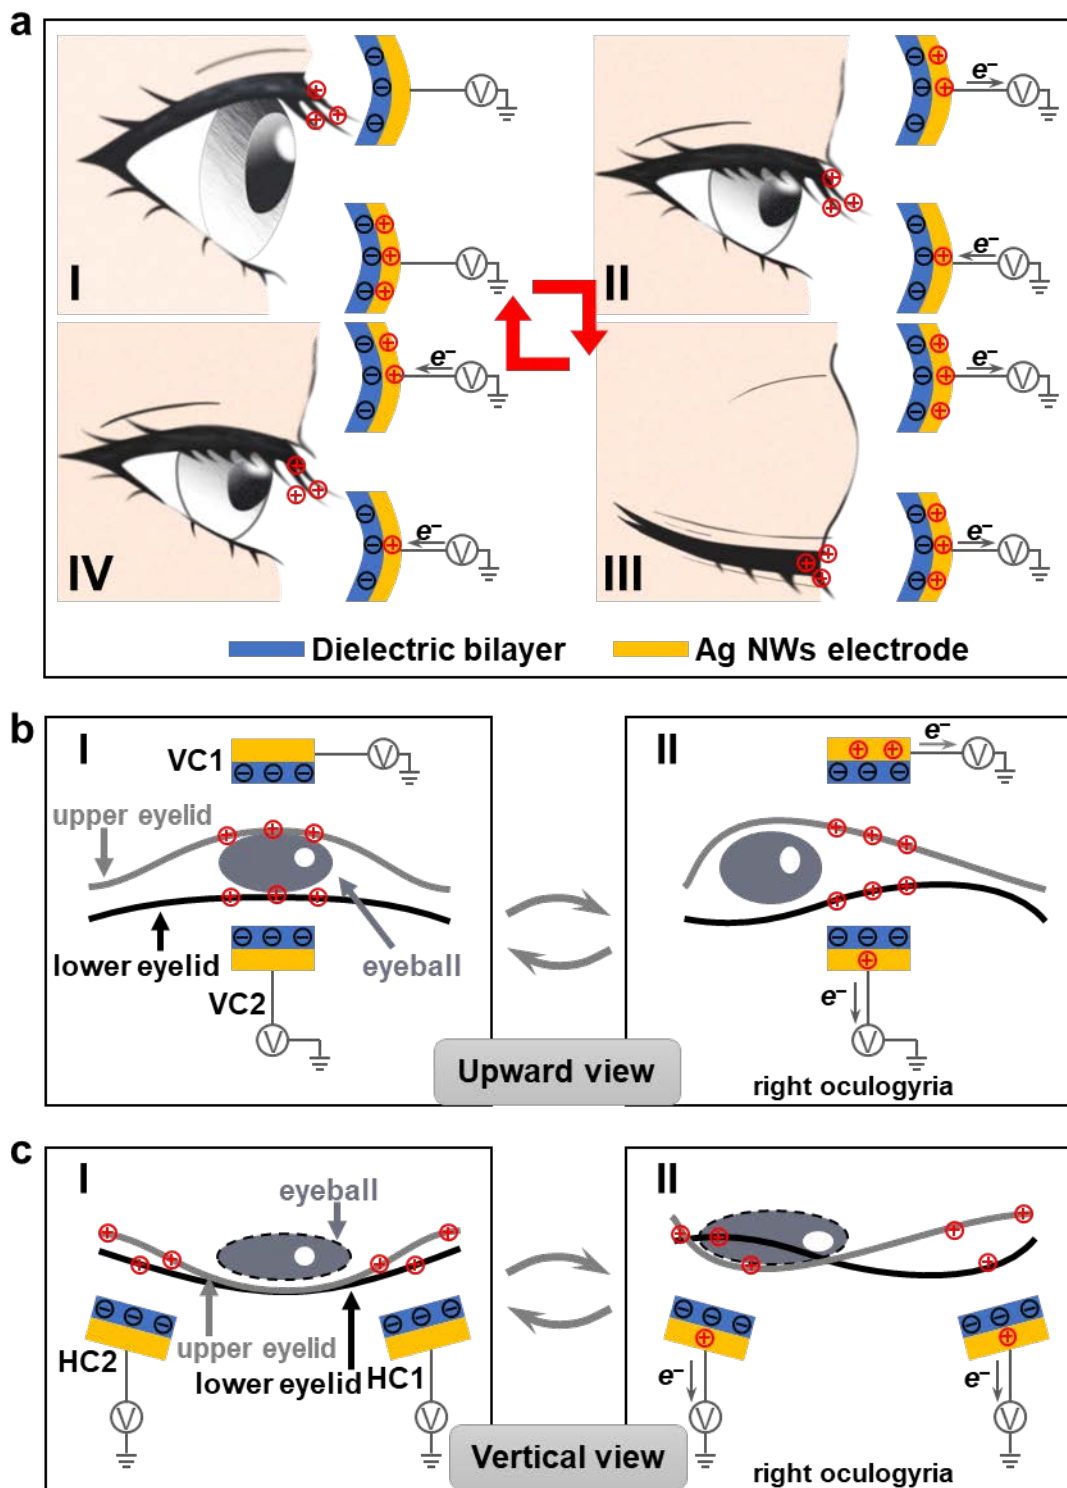 a
I
V
V
II
e⁻
V
e⁻
V
IV
e⁻
V
e⁻
V
III
e⁻
V
e⁻
V
Dielectric bilayer
Ag NWs electrode
b
I
VC1
V
upper eyelid
lower eyelid
eyeball
VC2
V
II
e⁻
V
e⁻
V
right oculogyria
Upward view
c
I
eyeball
HC2
upper eyelid
lower eyelid
HC1
V
V
II
e⁻
e⁻
V
V
right oculogyria
Vertical view